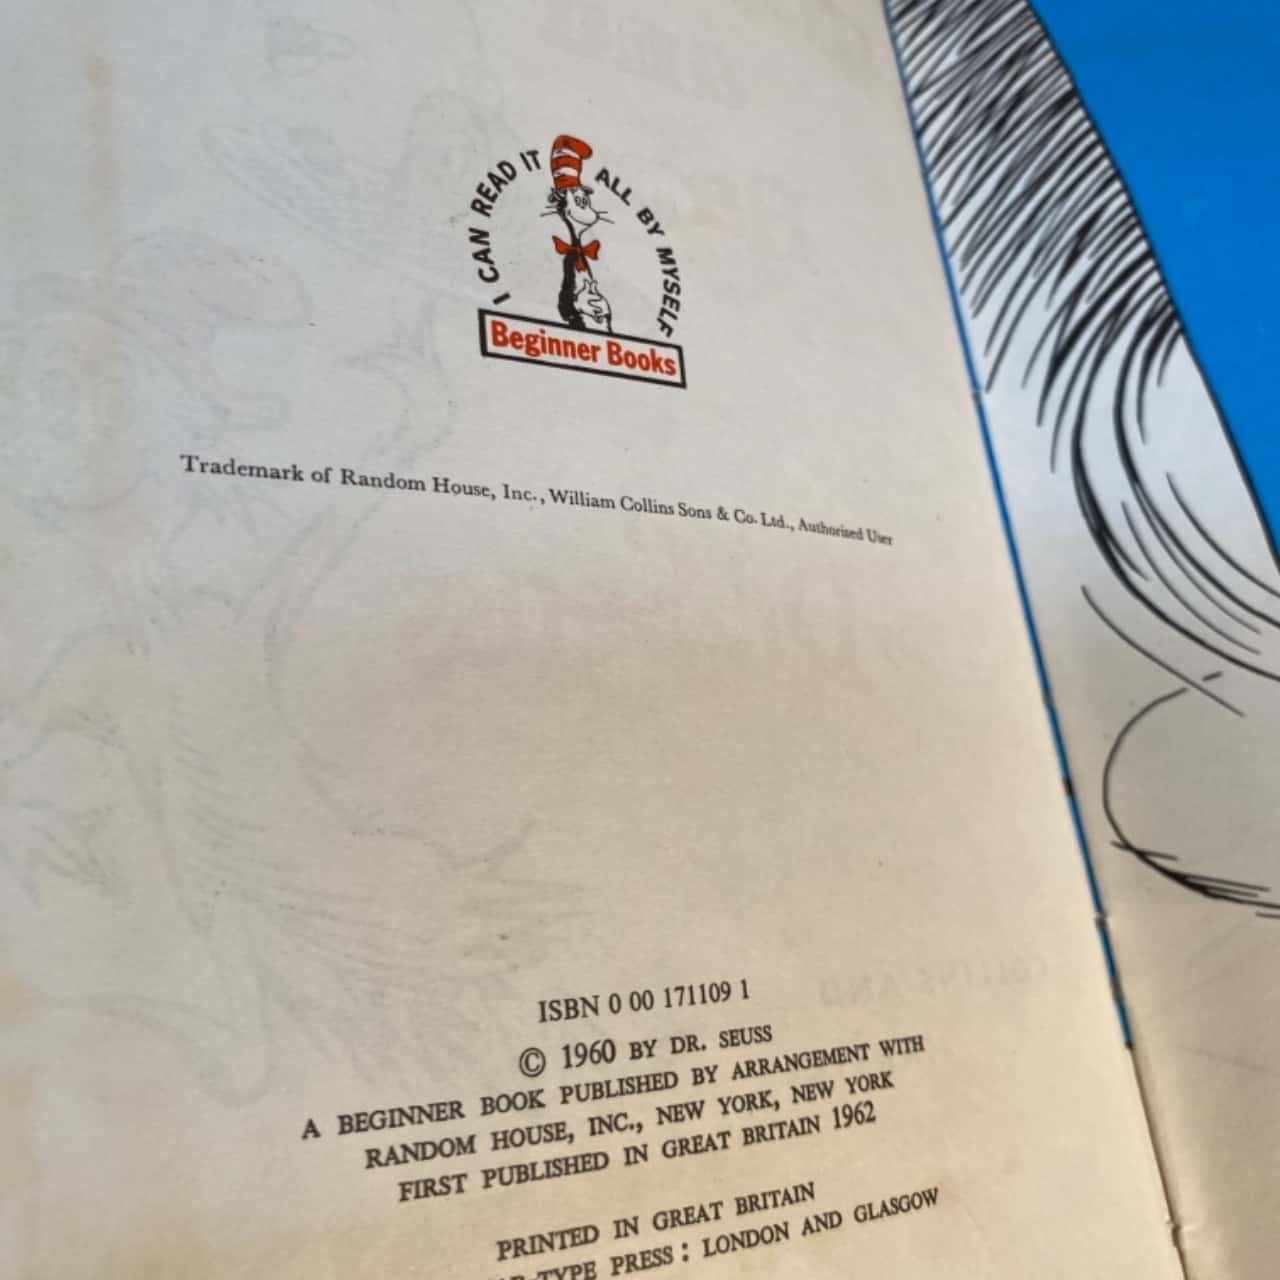 I CAN READ IT ALL BY MYSELF
Beginner Books
Trademark of Random House, Inc., William Collins Sons & Co. Ltd., Authorised User
ISBN 0 00 171109 1
© 1960 BY DR. SEUSS
A BEGINNER BOOK PUBLISHED BY ARRANGEMENT WITH
RANDOM HOUSE, INC., NEW YORK, NEW YORK
FIRST PUBLISHED IN GREAT BRITAIN 1962
PRINTED IN GREAT BRITAIN
TYPE PRESS : LONDON AND GLASGOW